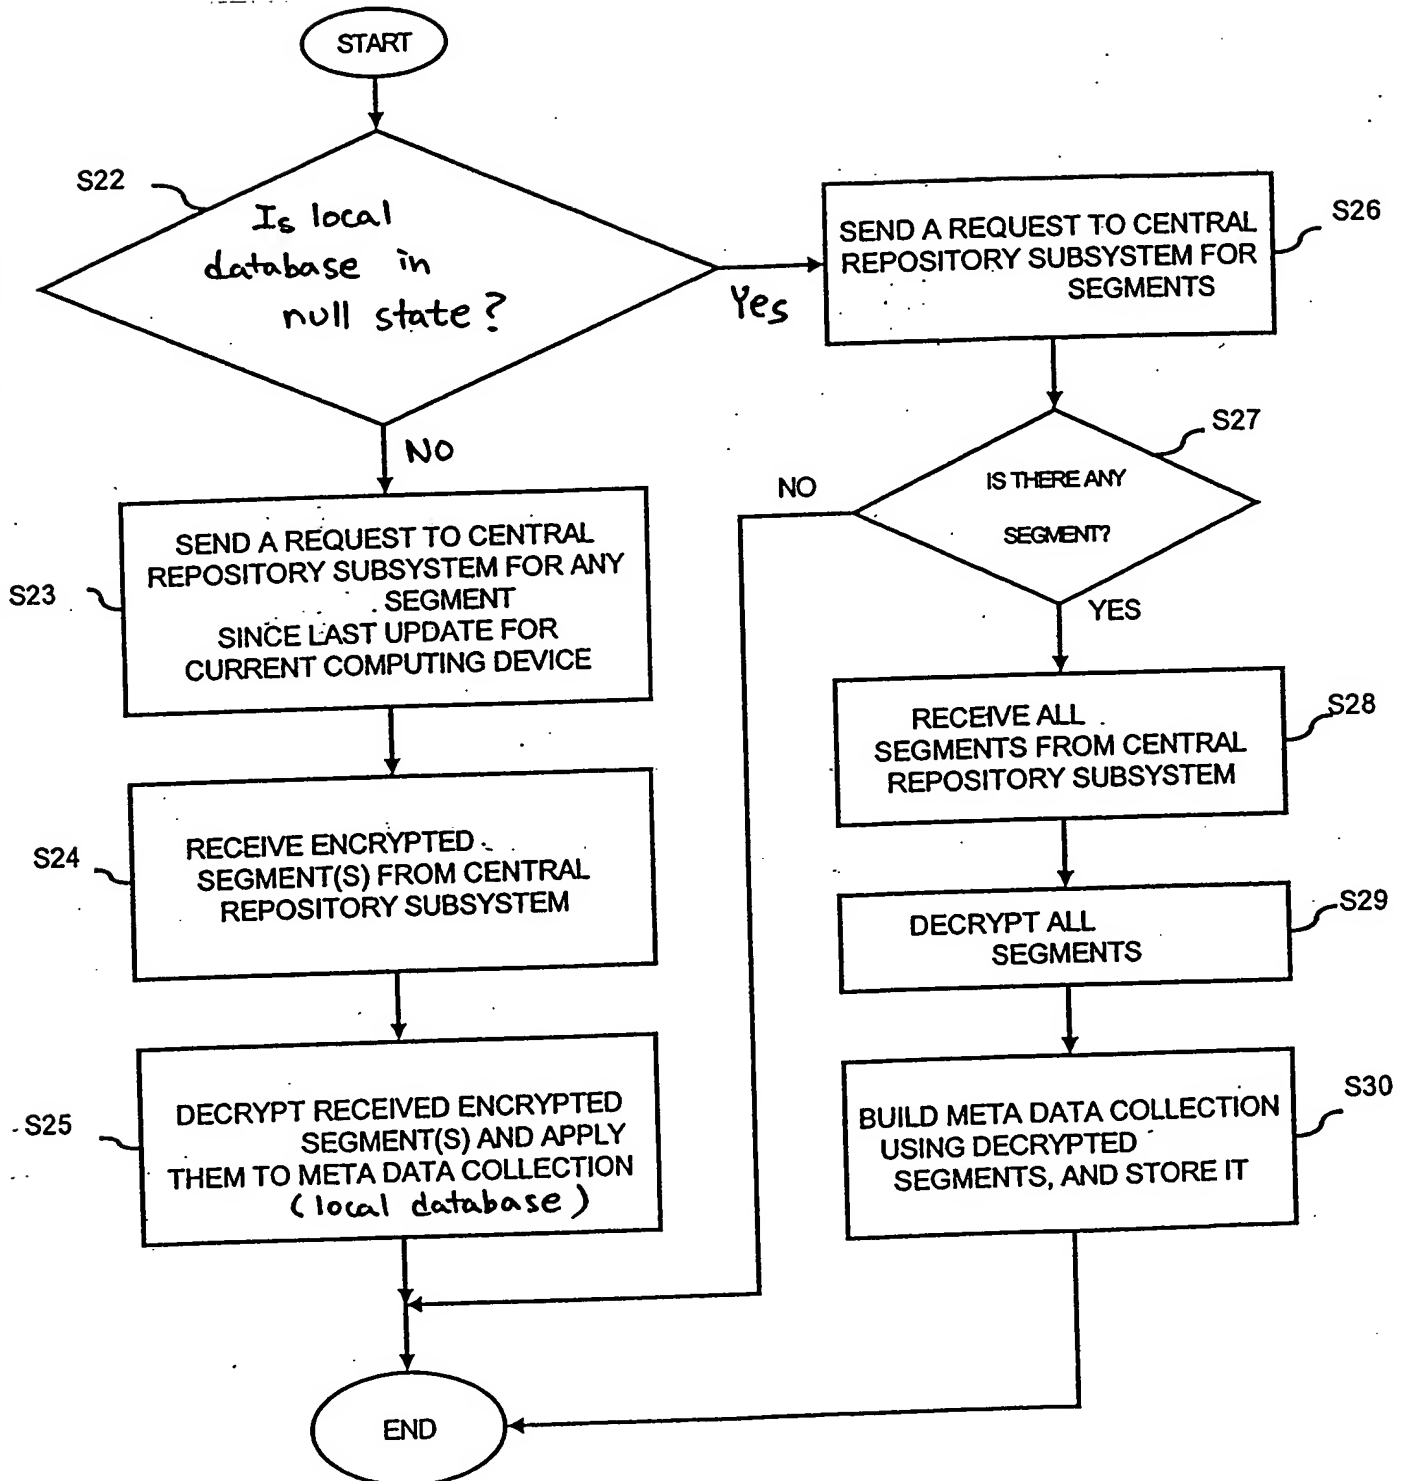 START
S22
Is local
database in
null state?
Yes
NO
S26
SEND A REQUEST TO CENTRAL
REPOSITORY SUBSYSTEM FOR
SEGMENTS
S27
IS THERE ANY
SEGMENT?
NO
YES
S23
SEND A REQUEST TO CENTRAL
REPOSITORY SUBSYSTEM FOR ANY
SEGMENT
SINCE LAST UPDATE FOR
CURRENT COMPUTING DEVICE
S28
RECEIVE ALL
SEGMENTS FROM CENTRAL
REPOSITORY SUBSYSTEM
S24
RECEIVE ENCRYPTED
SEGMENT(S) FROM CENTRAL
REPOSITORY SUBSYSTEM
S29
DECRYPT ALL
SEGMENTS
S25
DECRYPT RECEIVED ENCRYPTED
SEGMENT(S) AND APPLY
THEM TO META DATA COLLECTION
(local database)
S30
BUILD META DATA COLLECTION
USING DECRYPTED
SEGMENTS, AND STORE IT
END